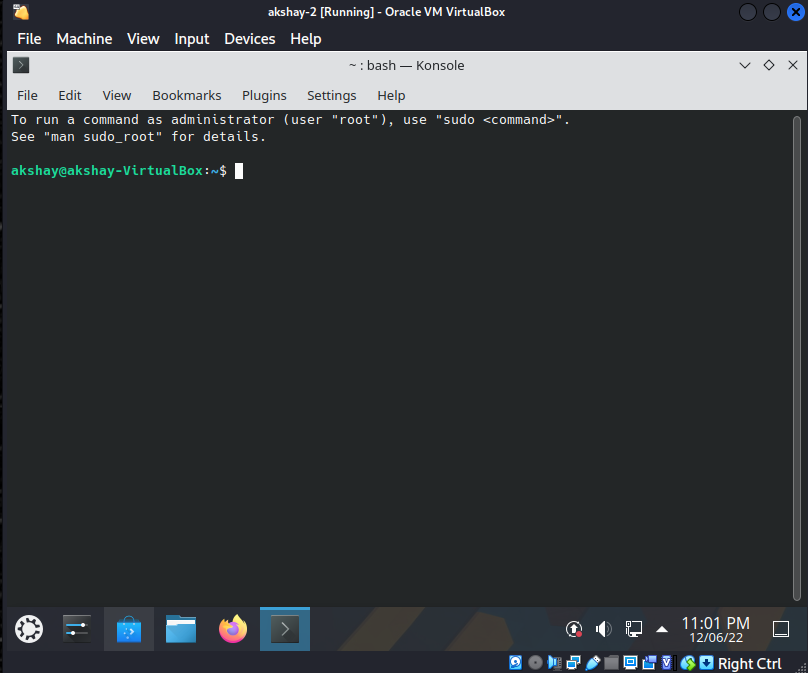 akshay-2 [Running] - Oracle VM VirtualBox
File Machine View Input Devices Help
~ : bash — Konsole
File Edit View Bookmarks Plugins Settings Help
To run a command as administrator (user "root"), use "sudo <command>".
See "man sudo_root" for details.
akshay@akshay-VirtualBox:~$
11:01 PM
12/06/22
Right Ctrl